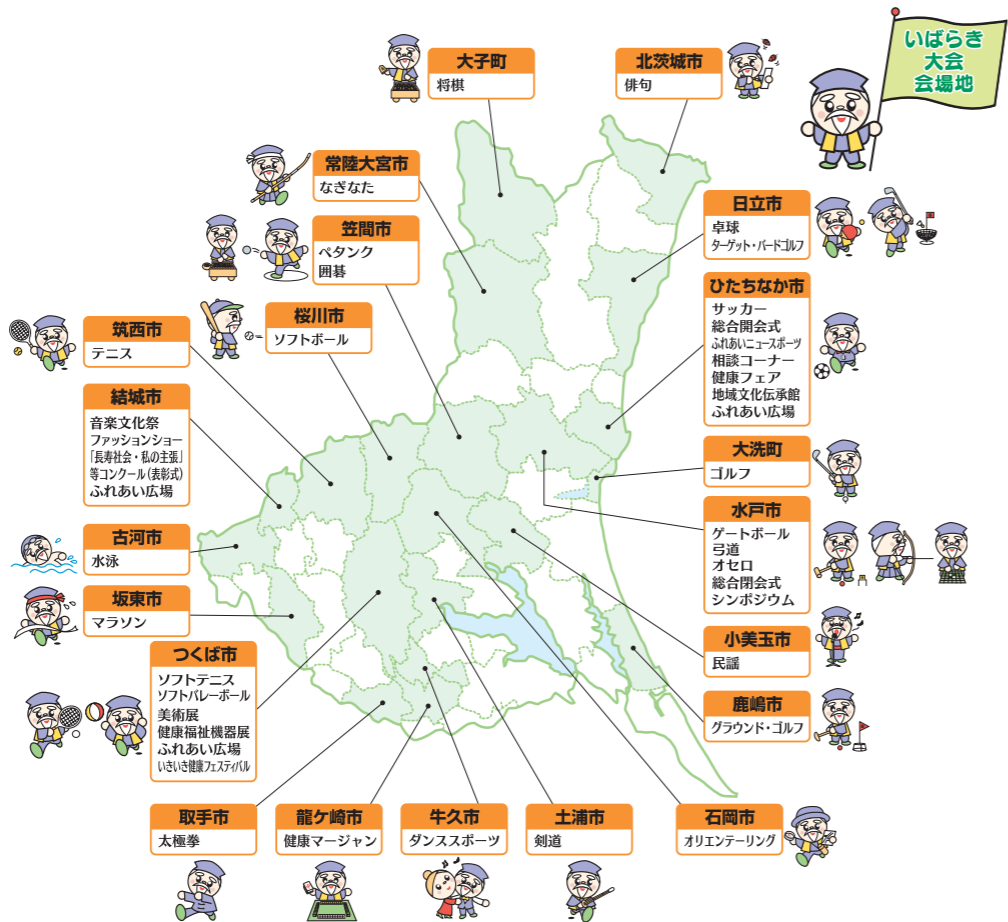 いばらき
大会
会場地
大子町
将棋
北茨城市
俳句
常陸大宮市
なぎなた
笠間市
ペタンク
囲碁
桜川市
ソフトボール
筑西市
テニス
結城市
音楽文化祭
ファッションショー
「長寿社会・私の主張」
等コンクール(表彰式)
ふれあい広場
古河市
水泳
坂東市
マラソン
つくば市
ソフトテニス
ソフトバレーボール
美術展
健康福祉機器展
ふれあい広場
いきいき健康フェスティバル
日立市
卓球
ターゲット・バードゴルフ
ひたちなか市
サッカー
総合開会式
ふれあいニュースポーツ
相談コーナー
健康フェア
地域文化伝承館
ふれあい広場
大洗町
ゴルフ
水戸市
ゲートボール
弓道
オセロ
総合閉会式
シンポジウム
小美玉市
民謡
鹿嶋市
グラウンド・ゴルフ
取手市
太極拳
龍ケ崎市
健康マージャン
牛久市
ダンススポーツ
土浦市
剣道
石岡市
オリエンテーリング